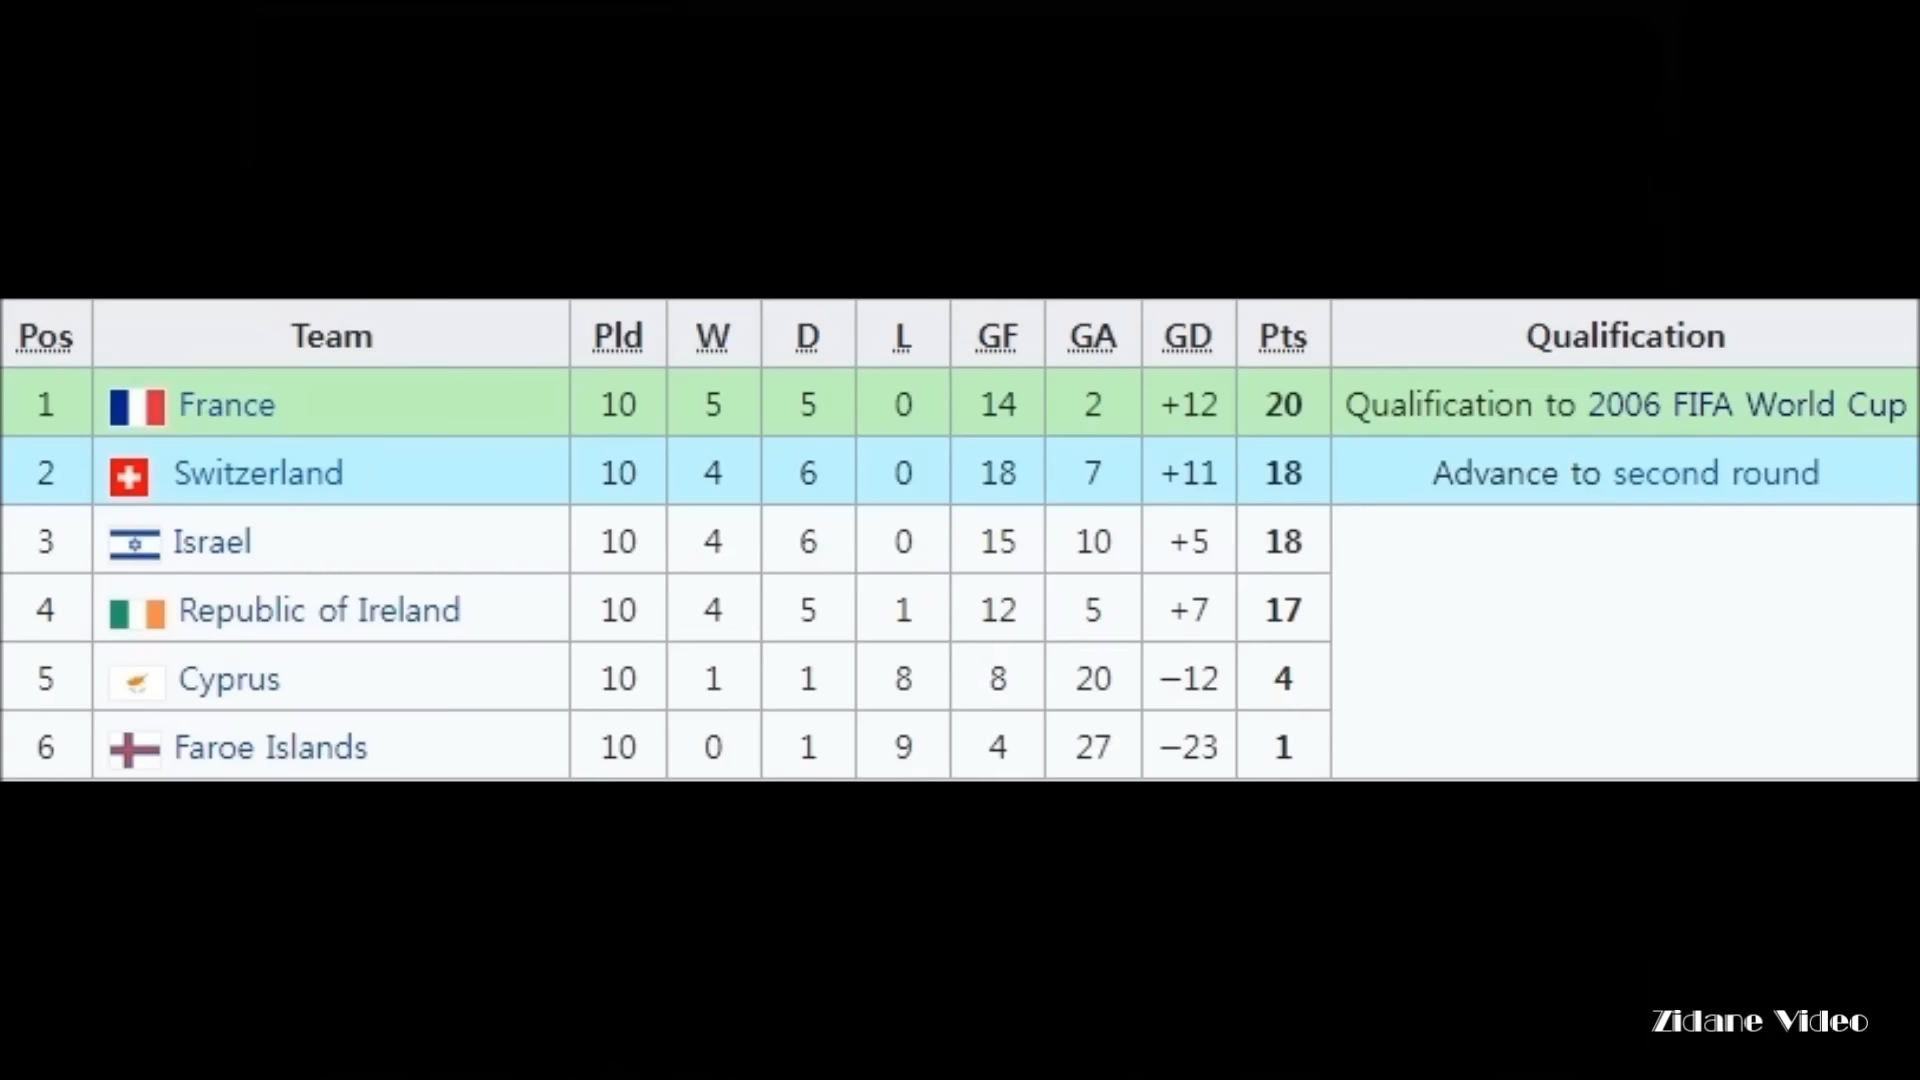 Pos Team Pld W D L GF GA GD Pts Qualification
1 France 10 5 5 0 14 2 +12 20 Qualification to 2006 FIFA World Cup
2 Switzerland 10 4 6 0 18 7 +11 18 Advance to second round
3 Israel 10 4 6 0 15 10 +5 18
4 Republic of Ireland 10 4 5 1 12 5 +7 17
5 Cyprus 10 1 1 8 8 20 −12 4
6 Faroe Islands 10 0 1 9 4 27 −23 1
Zidane Video